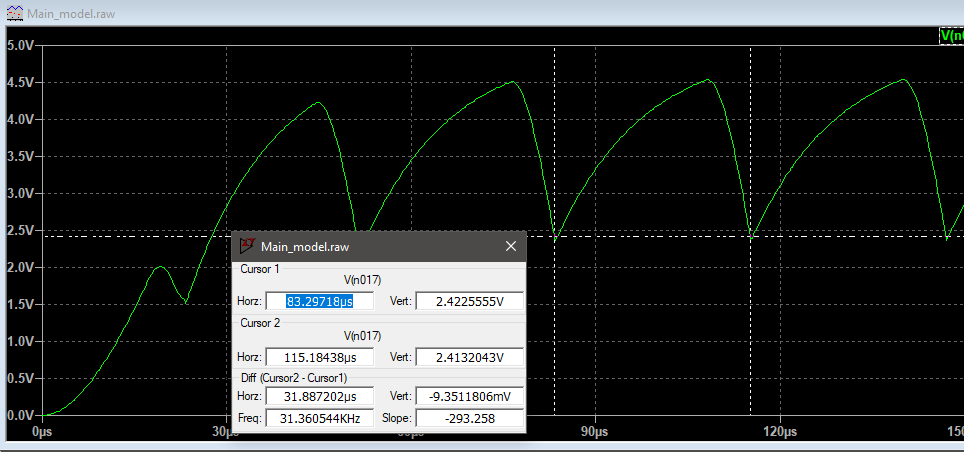 Main_model.raw
5.0V
V(n0
4.5V
4.0V
3.5V
3.0V
2.5V
2.0V
1.5V
1.0V
0.5V
0.0V
0µs
30µs
90µs
120µs
Main_model.raw
Cursor 1
V(n017)
Horz: 83.29718µs Vert: 2.4225555V
Cursor 2
V(n017)
Horz: 115.18438µs Vert: 2.4132043V
Diff (Cursor2 - Cursor1)
Horz: 31.887202µs Vert: -9.3511806mV
Freq: 31.360544KHz Slope: -293.258